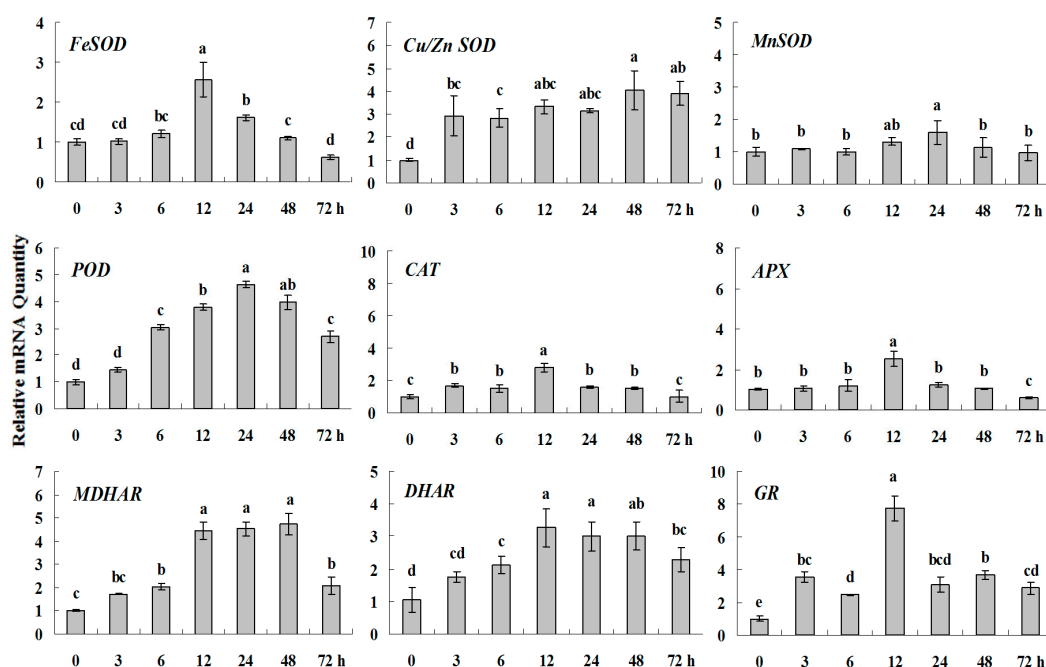 Relative mRNA Quantity
FeSOD
4
3
2
1
0
cd cd bc a b c d
0 3 6 12 24 48 72 h
Cu/Zn SOD
7
6
5
4
3
2
1
0
d bc c abc abc a ab
0 3 6 12 24 48 72 h
MnSOD
5
4
3
2
1
0
b b b ab a b b
0 3 6 12 24 48 72 h
POD
6
5
4
3
2
1
0
d d c b a ab c
0 3 6 12 24 48 72 h
CAT
10
8
6
4
2
0
c b b a b b c
0 3 6 12 24 48 72 h
APX
8
6
4
2
0
b b b a b b c
0 3 6 12 24 48 72 h
MDHAR
7
6
5
4
3
2
1
0
c bc b a a a b
0 3 6 12 24 48 72 h
DHAR
5
4
3
2
1
0
d cd c a a ab bc
0 3 6 12 24 48 72 h
GR
10
8
6
4
2
0
e bc d a bcd b cd
0 3 6 12 24 48 72 h